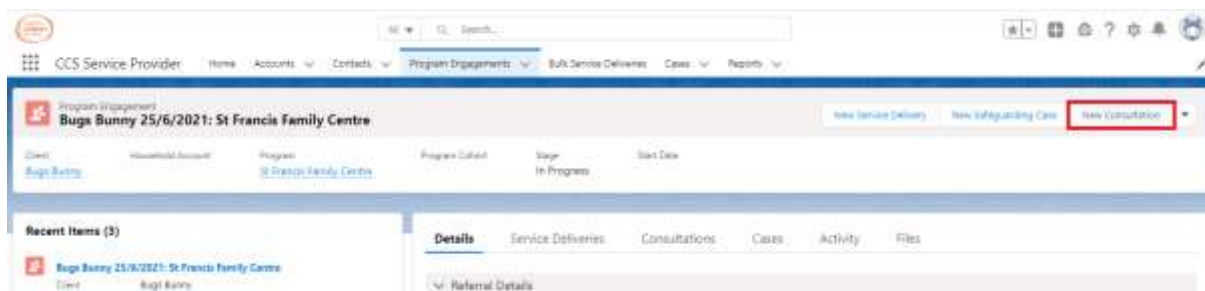 All Search...
CCS Service Provider Home Accounts Contacts Program Engagements Bulk Service Deliveries Cases Reports
Program Engagement
Bugs Bunny 25/6/2021: St Francis Family Centre
New Service Delivery New Safeguarding Case New Consultation
Client Household Account Program Program Cohort Stage Start Date
Bugs Bunny St Francis Family Centre In Progress
Recent Items (3)
Details Service Deliveries Consultations Cases Activity Files
Bugs Bunny 25/6/2021: St Francis Family Centre
Client Bugs Bunny
Referral Details